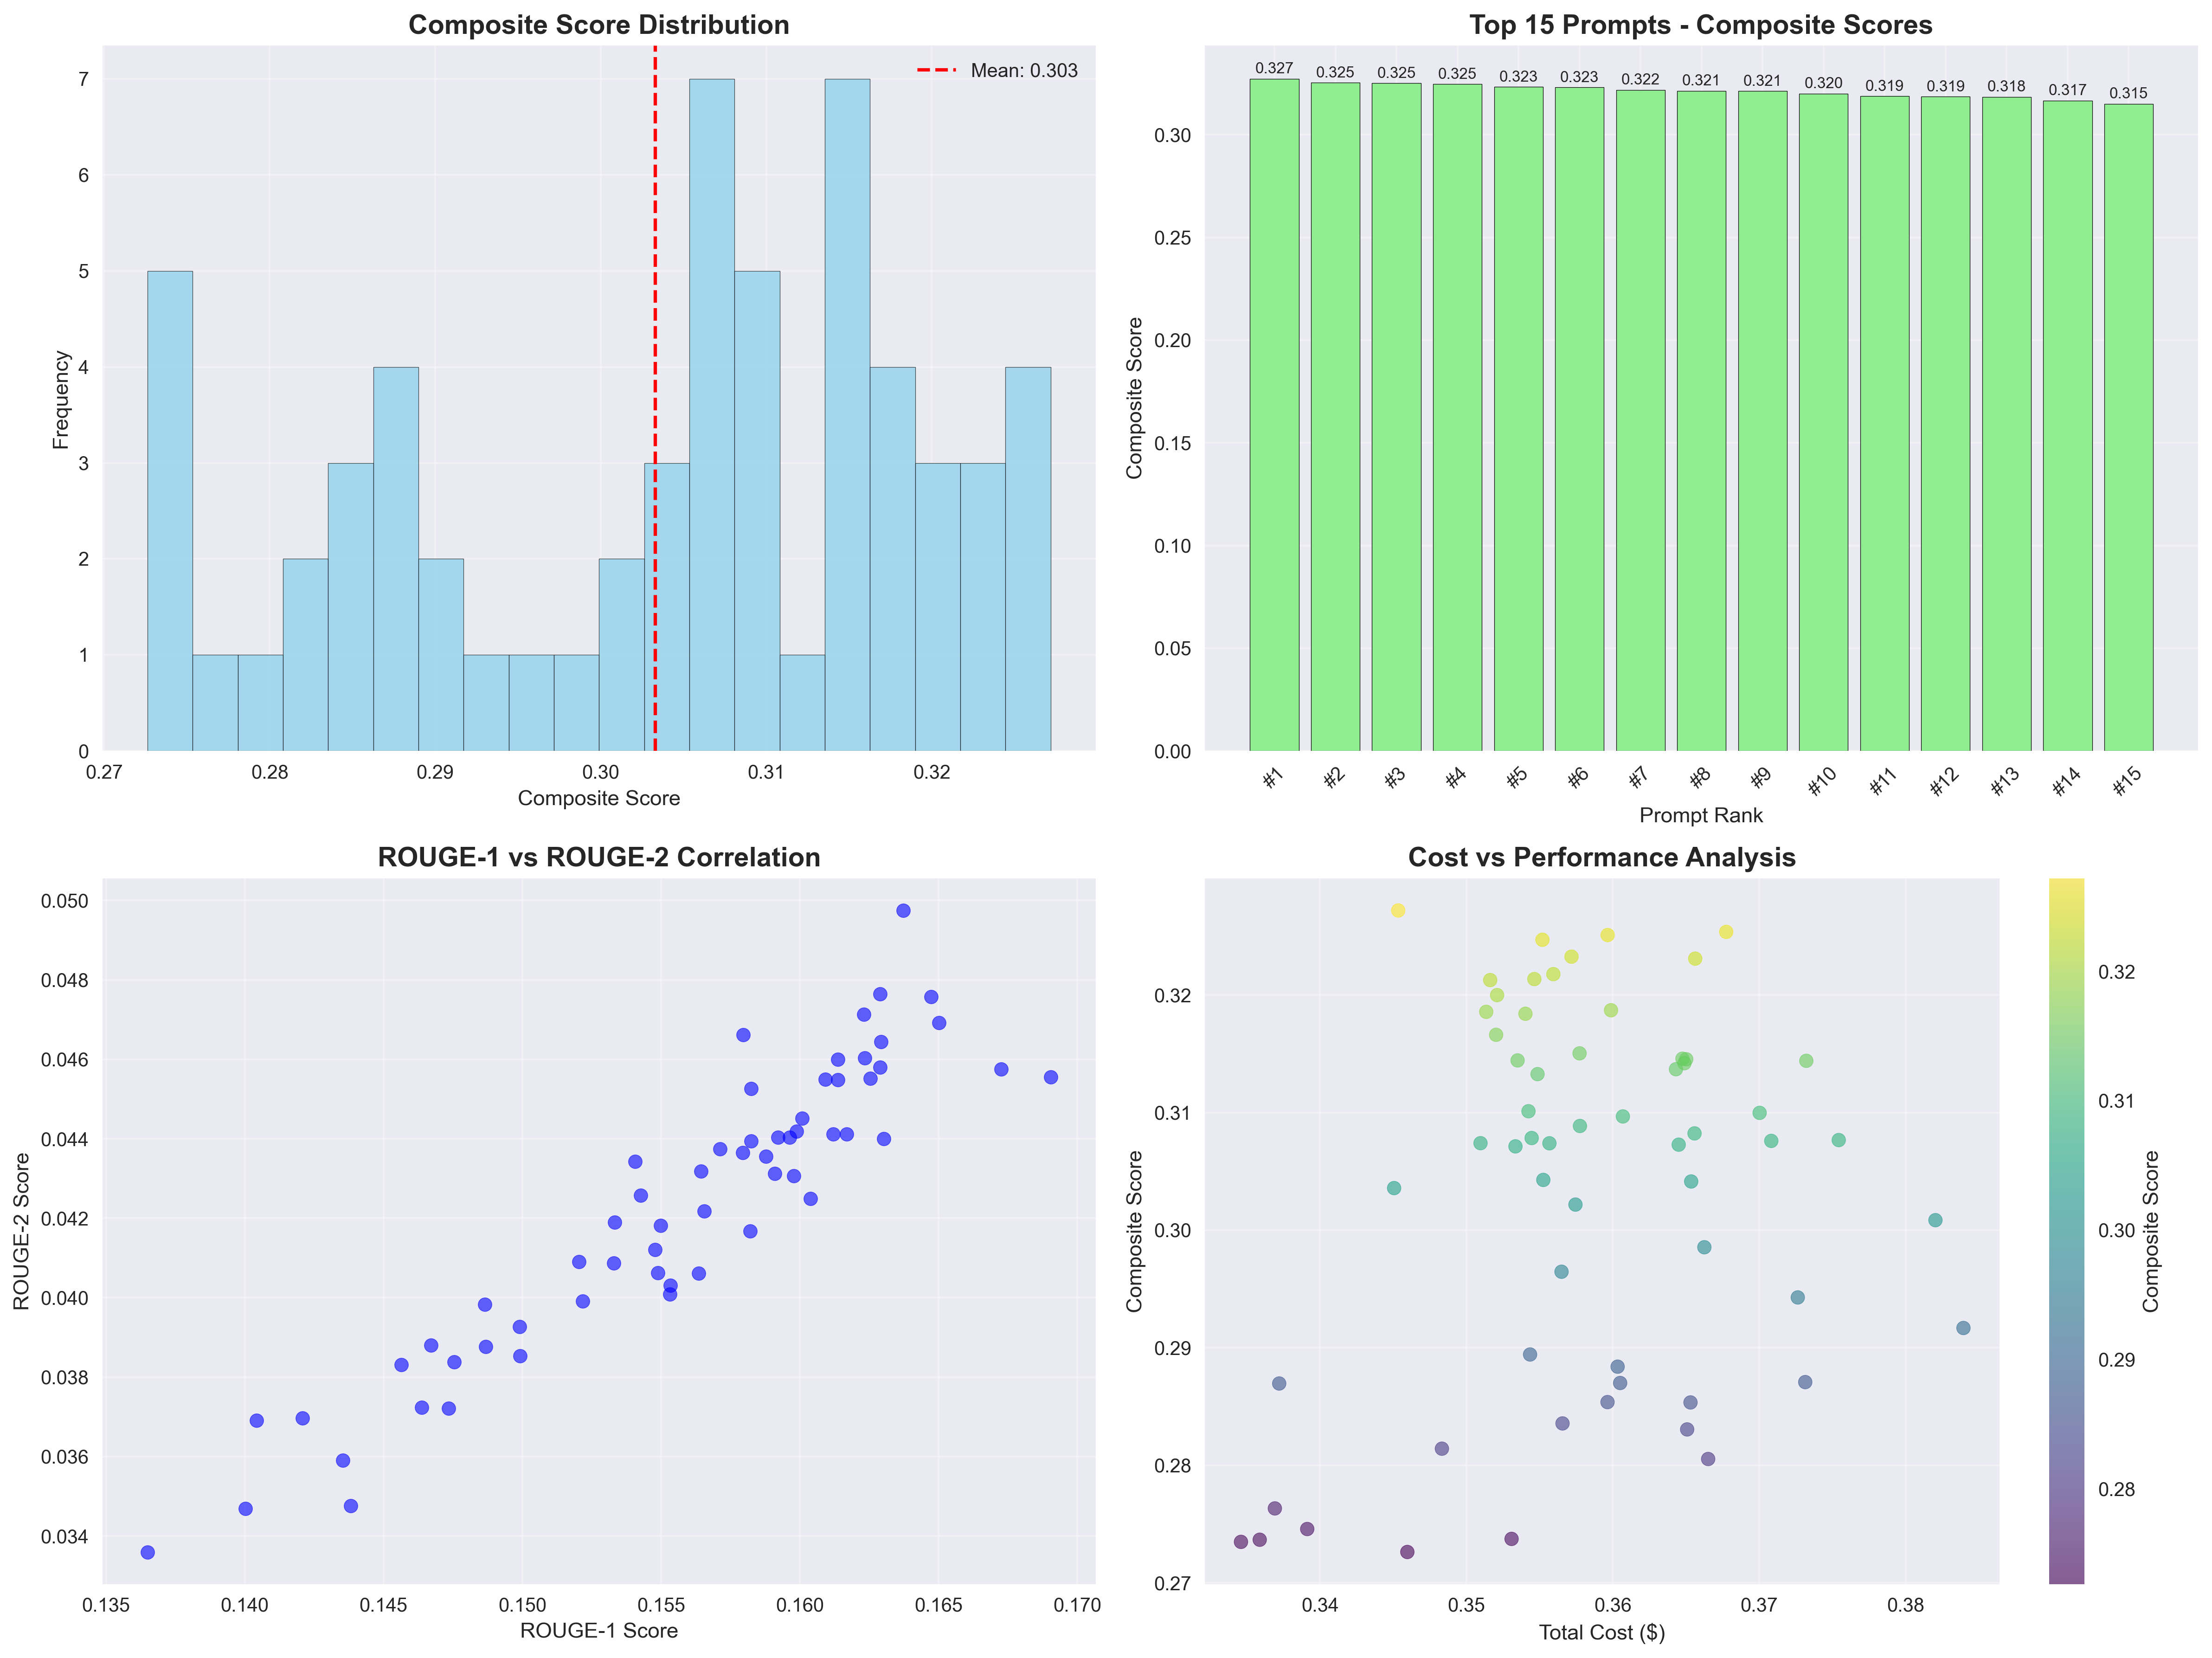 Composite Score Distribution
Mean: 0.303
7
6
5
4
3
2
1
0
Frequency
0.27 0.28 0.29 0.30 0.31 0.32
Composite Score
Top 15 Prompts - Composite Scores
0.327 0.325 0.325 0.325 0.323 0.323 0.322 0.321 0.321 0.320 0.319 0.319 0.318 0.317 0.315
0.30
0.25
0.20
0.15
0.10
0.05
0.00
Composite Score
#1 #2 #3 #4 #5 #6 #7 #8 #9 #10 #11 #12 #13 #14 #15
Prompt Rank
ROUGE-1 vs ROUGE-2 Correlation
0.050
0.048
0.046
0.044
0.042
0.040
0.038
0.036
0.034
ROUGE-2 Score
0.135 0.140 0.145 0.150 0.155 0.160 0.165 0.170
ROUGE-1 Score
Cost vs Performance Analysis
0.32
0.31
0.30
0.29
0.28
0.27
Composite Score
0.34 0.35 0.36 0.37 0.38
Total Cost ($)
0.32
0.31
0.30
0.29
0.28
Composite Score